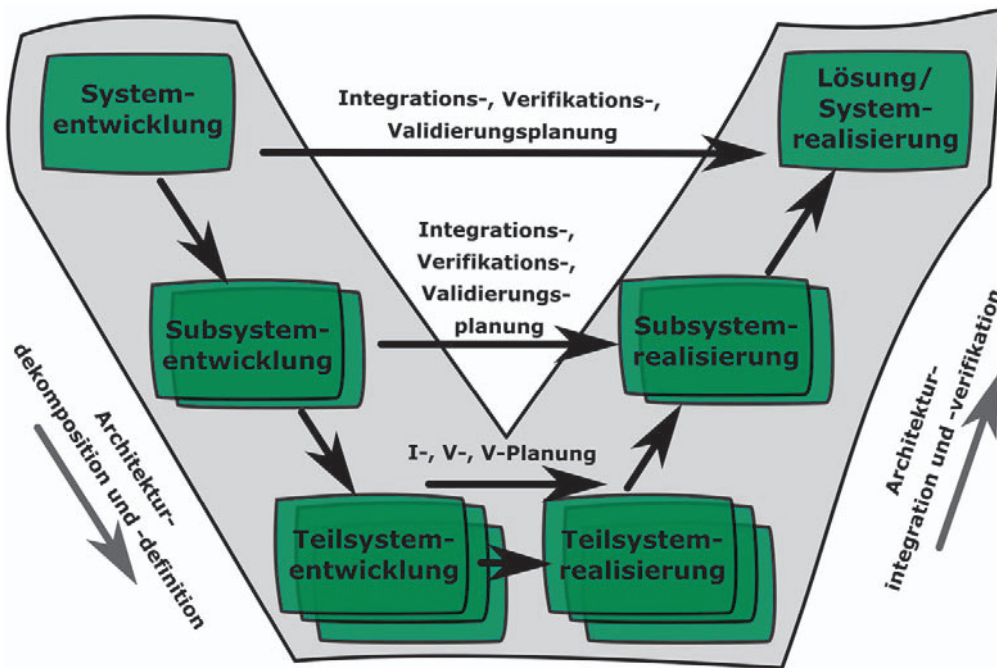 System-
entwicklung
Integrations-, Verifikations-,
Validierungsplanung
Lösung/
System-
realisierung
Integrations-,
Verifikations-,
Validierungs-
planung
Subsystem-
entwicklung
Subsystem-
realisierung
Architektur-
dekomposition und -definition
I-, V-, V-Planung
Teilsystem-
entwicklung
Teilsystem-
realisierung
Architektur-
integration und -verifikation